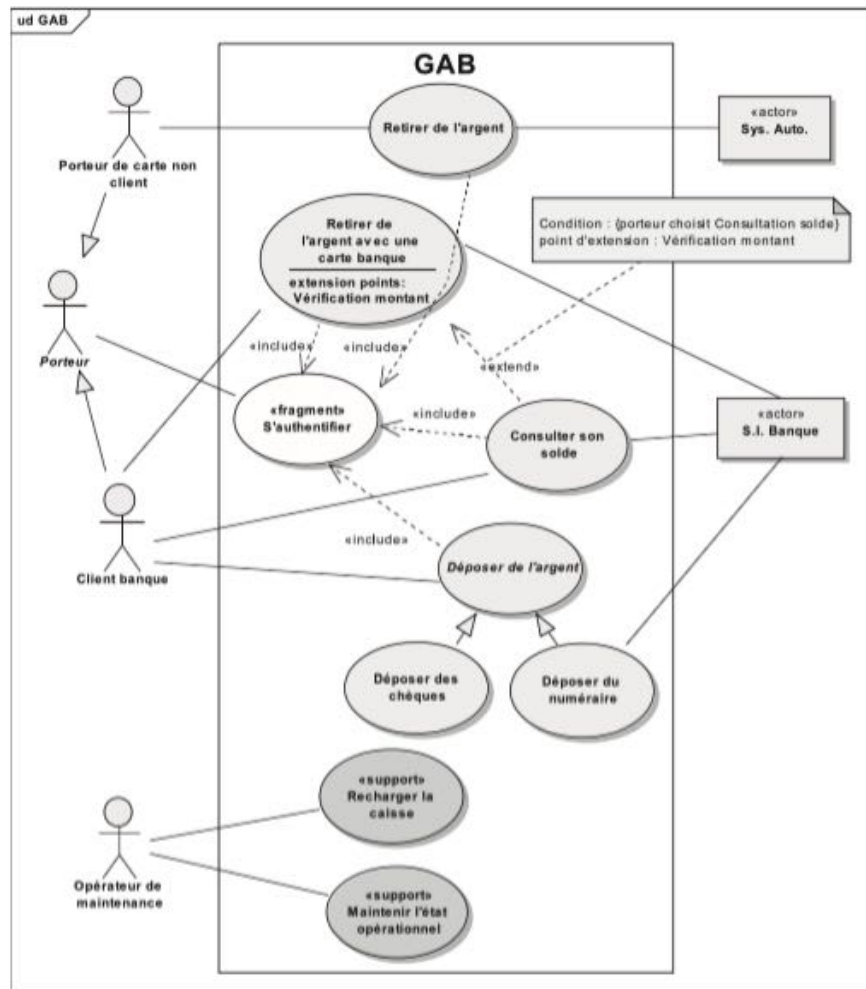 ud GAB
GAB
Retirer de l'argent
«actor»
Sys. Auto.
Porteur de carte non
client
Condition : {porteur choisit Consultation solde}
point d'extension : Vérification montant
Retirer de
l'argent avec une
carte banque
extension points:
Vérification montant
Porteur
«include»
«include»
«extend»
«fragment»
S'authentifier
«include»
Consulter son
solde
«actor»
S.I. Banque
«include»
Client banque
Déposer de l'argent
Déposer des
chèques
Déposer du
numéraire
«support»
Recharger la
caisse
Opérateur de
maintenance
«support»
Maintenir l'état
opérationnel